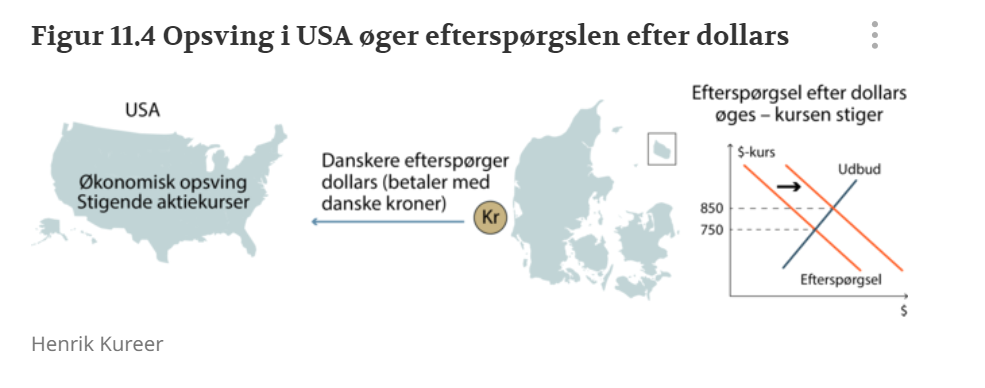 Figur 11.4 Opsving i USA øger efterspørgslen efter dollars
USA
Økonomisk opsving
Stigende aktiekurser
Danskere efterspørger
dollars (betaler med
danske kroner)
Kr
Efterspørgsel efter dollars
øges – kursen stiger
$-kurs
Udbud
850
750
Efterspørgsel
$
Henrik Kureer